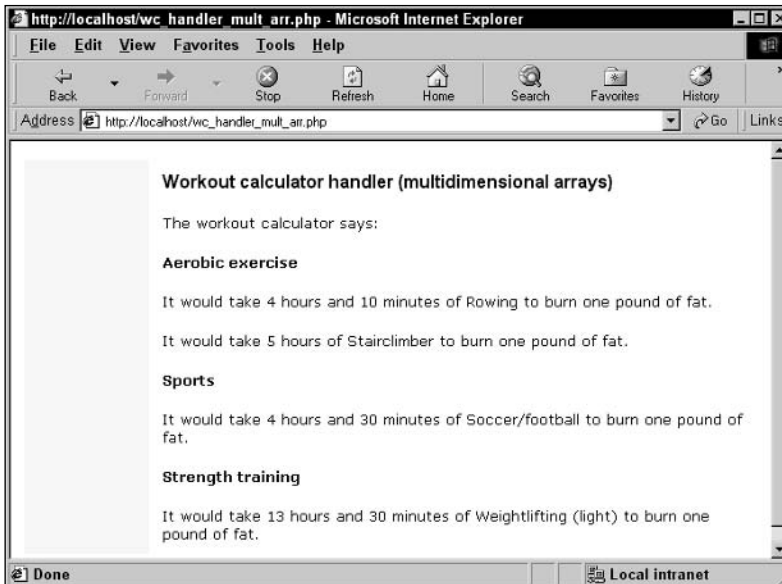 http://localhost/wc_handler_mult_arr.php - Microsoft Internet Explorer
File Edit View Favorites Tools Help
Back Forward Stop Refresh Home Search Favorites History »
Address http://localhost/wc_handler_mult_arr.php Go Links
Workout calculator handler (multidimensional arrays)
The workout calculator says:
Aerobic exercise
It would take 4 hours and 10 minutes of Rowing to burn one pound of fat.
It would take 5 hours of Stairclimber to burn one pound of fat.
Sports
It would take 4 hours and 30 minutes of Soccer/football to burn one pound of
fat.
Strength training
It would take 13 hours and 30 minutes of Weightlifting (light) to burn one
pound of fat.
Done Local intranet